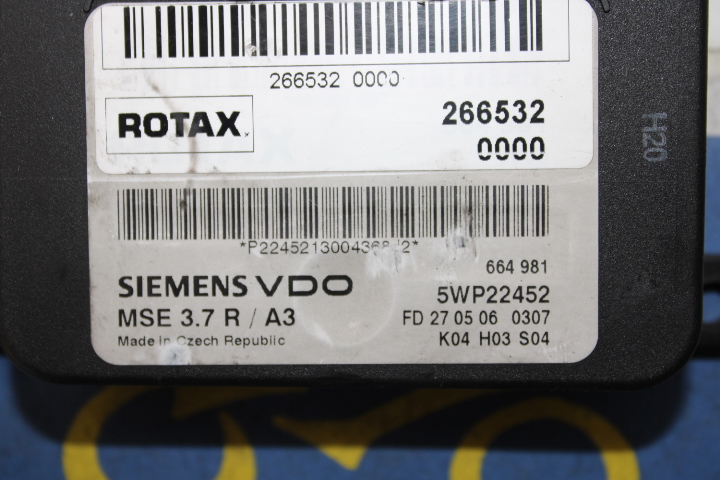 266532 0000
ROTAX
266532
0000
H20
664 981
SIEMENS VDO
5WP22452
MSE 3.7 R / A3
FD 27 05 06 0307
Made in Czech Republic
K04 H03 S04